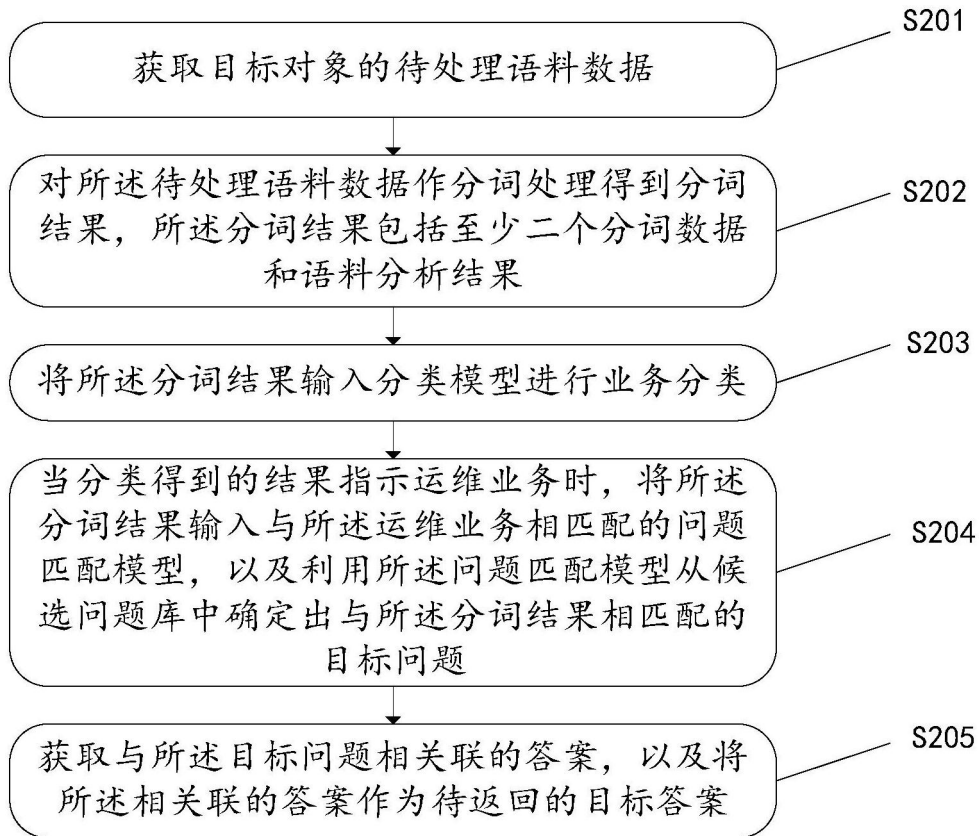 S201
获取目标对象的待处理语料数据
对所述待处理语料数据作分词处理得到分词
结果，所述分词结果包括至少二个分词数据
和语料分析结果
S202
S203
将所述分词结果输入分类模型进行业务分类
当分类得到的结果指示运维业务时，将所述
分词结果输入与所述运维业务相匹配的问题
匹配模型，以及利用所述问题匹配模型从候
选问题库中确定出与所述分词结果相匹配的
目标问题
S204
获取与所述目标问题相关联的答案，以及将
所述相关联的答案作为待返回的目标答案
S205